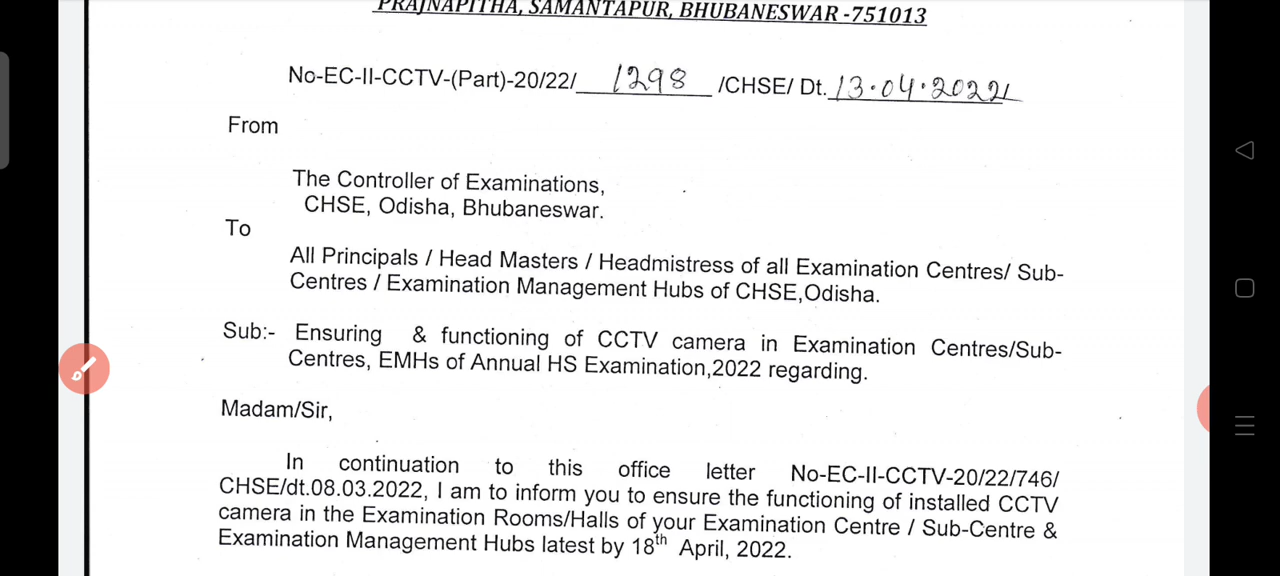 PRAJNAPITHA, SAMANTAPUR, BHUBANESWAR -751013
No-EC-II-CCTV-(Part)-20/22/ 1298 /CHSE/ Dt. 13.04.2022
From
The Controller of Examinations,
CHSE, Odisha, Bhubaneswar.
To
All Principals / Head Masters / Headmistress of all Examination Centres/ Sub-
Centres / Examination Management Hubs of CHSE,Odisha.
Sub:- Ensuring & functioning of CCTV camera in Examination Centres/Sub-
Centres, EMHs of Annual HS Examination,2022 regarding.
Madam/Sir,
In continuation to this office letter No-EC-II-CCTV-20/22/746/
CHSE/dt.08.03.2022, I am to inform you to ensure the functioning of installed CCTV
camera in the Examination Rooms/Halls of your Examination Centre / Sub-Centre &
Examination Management Hubs latest by 18th April, 2022.